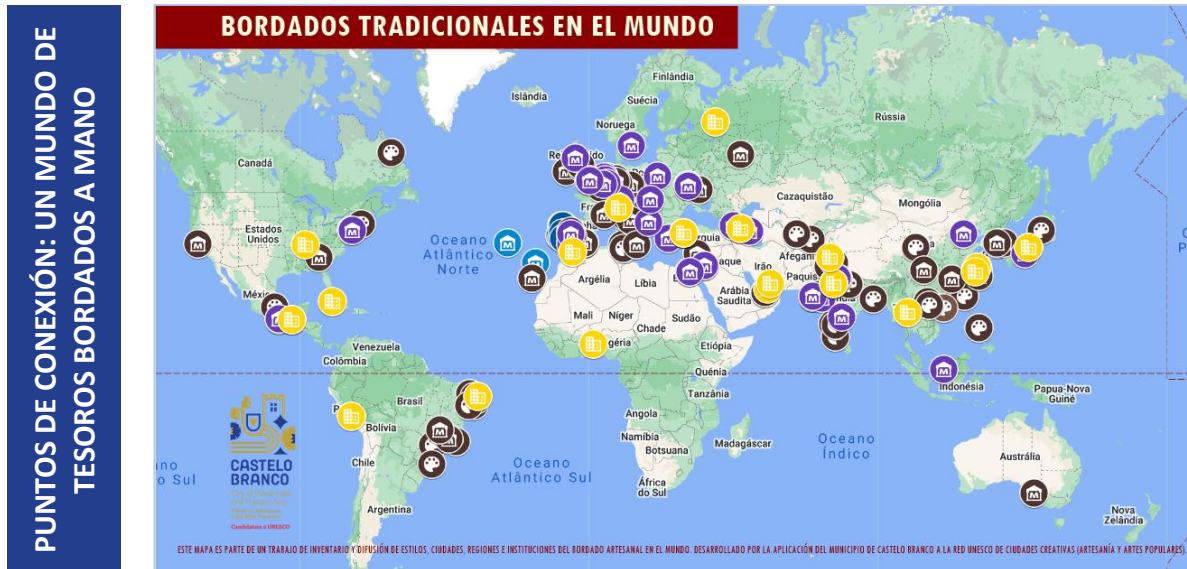 PUNTOS DE CONEXIÓN: UN MUNDO DE
TESOROS BORDADOS A MANO
BORDADOS TRADICIONALES EN EL MUNDO
Finlândia
Islândia
Suécia
Rússia
Noruega
Canadá
Cazaquistão
Mongólia
Estados
Unidos
Oceano
Atlântico
Norte
Argélia
Líbia
Irão
Arábia
Saudita
México
Mali
Níger
Chade
Sudão
Etiópia
Venezuela
Colômbia
Quénia
Indonésia
Papua-Nova
Guiné
Tanzânia
Brasil
Angola
Bolívia
Namíbia
Botsuana
Madagáscar
Oceano
Índico
Austrália
Chile
Oceano
Atlântico Sul
África
do Sul
Argentina
Nova
Zelândia
CASTELO
BRANCO
Candidatura a UNESCO
ESTE MAPA ES PARTE DE UN TRABAJO DE INVENTARIO Y DIFUSIÓN DE ESTILOS, CIUDADES, REGIONES E INSTITUCIONES DEL BORDADO ARTESANAL EN EL MUNDO. DESARROLLADO POR LA APLICACIÓN DEL MUNICIPIO DE CASTELO BRANCO A LA RED UNESCO DE CIUDADES CREATIVAS (ARTESANÍA Y ARTES POPULARES).